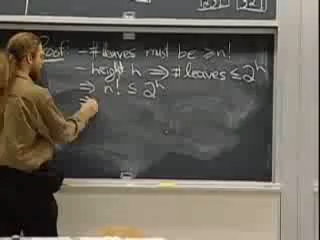 Proof: - # leaves must be ≥ n!
- height h ⇒ # leaves ≤ 2^h
⇒ n! ≤ 2^h
⇒